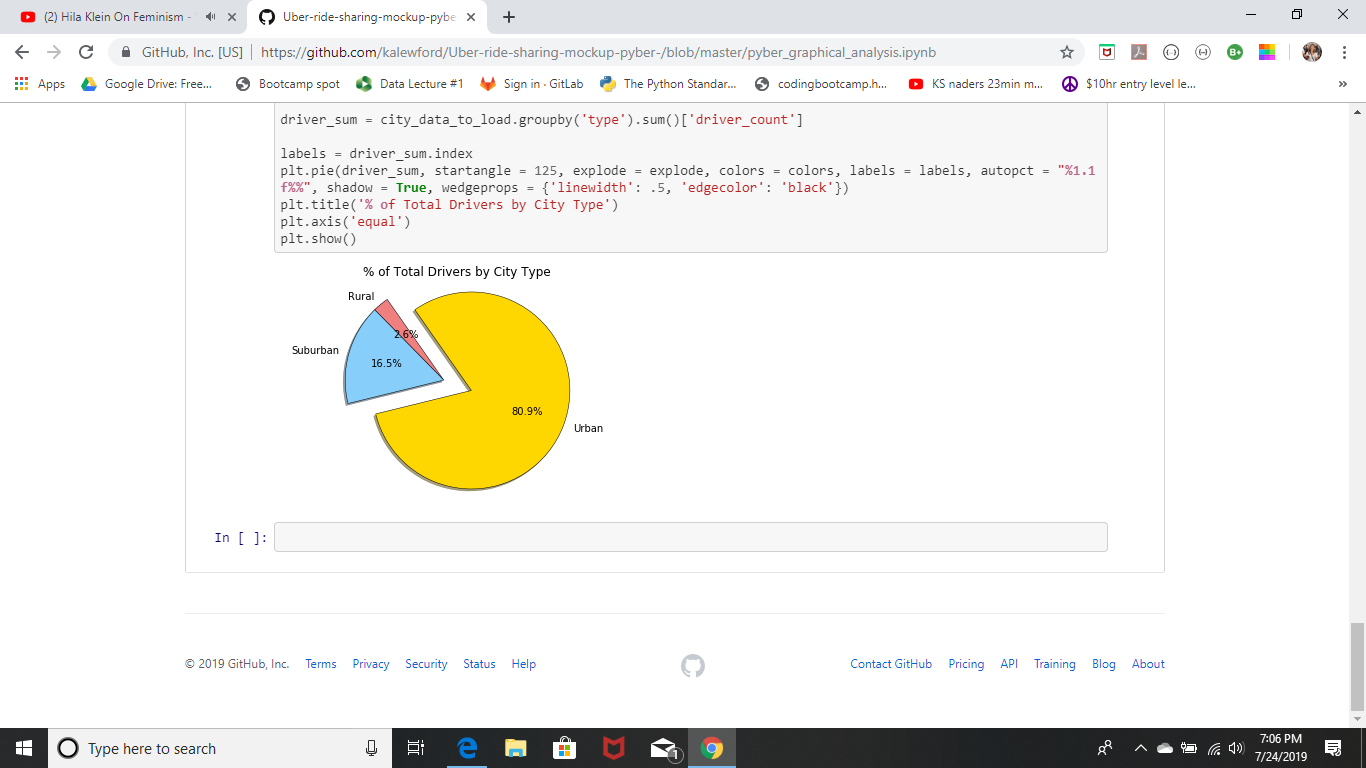 (2) Hila Klein On Feminism -
Uber-ride-sharing-mockup-pybe
GitHub, Inc. [US] | https://github.com/kalewford/Uber-ride-sharing-mockup-pyber-/blob/master/pyber_graphical_analysis.ipynb
B+
Apps Google Drive: Free... Bootcamp spot Data Lecture #1 Sign in · GitLab The Python Standar... codingbootcamp.h... KS naders 23min m... $10hr entry level le... »
driver_sum = city_data_to_load.groupby('type').sum()['driver_count']
labels = driver_sum.index
plt.pie(driver_sum, startangle = 125, explode = explode, colors = colors, labels = labels, autopct = "%1.1
f%%", shadow = True, wedgeprops = {'linewidth': .5, 'edgecolor': 'black'})
plt.title('% of Total Drivers by City Type')
plt.axis('equal')
plt.show()
% of Total Drivers by City Type
Rural
2.6%
Suburban
16.5%
80.9%
Urban
In [ ]:
© 2019 GitHub, Inc. Terms Privacy Security Status Help Contact GitHub Pricing API Training Blog About
Type here to search
1
7:06 PM
7/24/2019